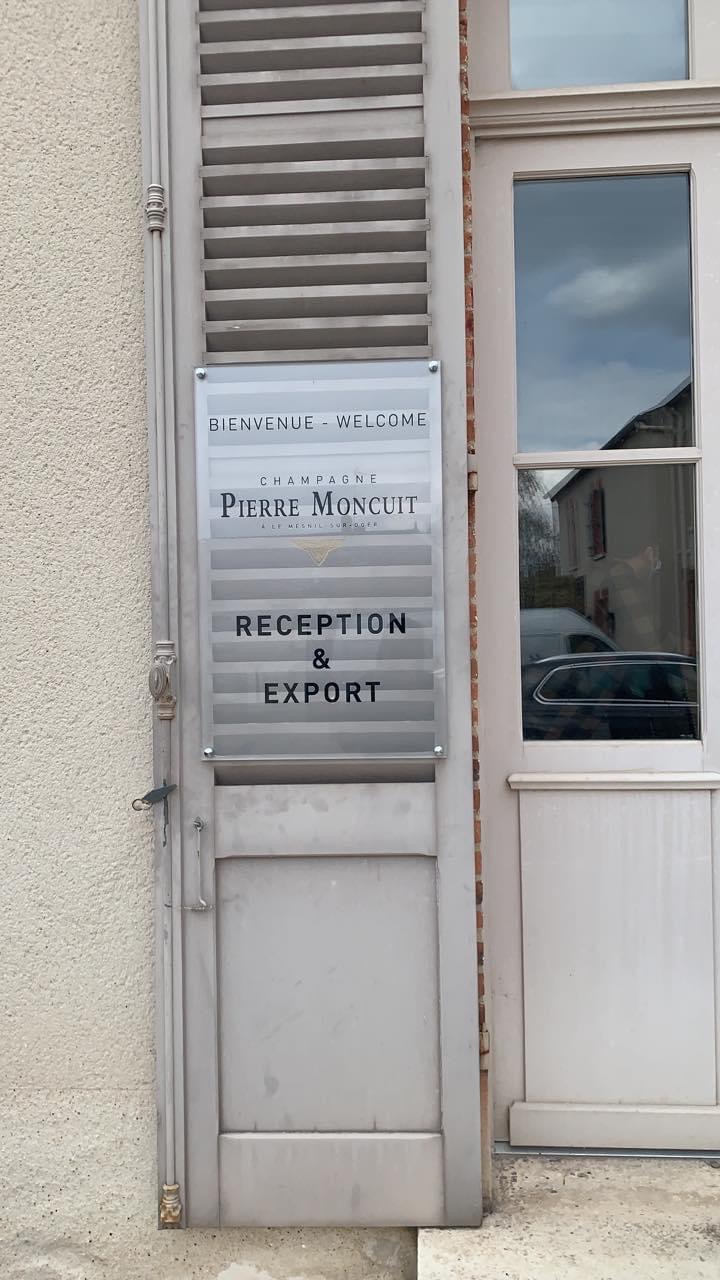 BIENVENUE - WELCOME
CHAMPAGNE
PIERRE MONCUIT
À LE MESNIL-SUR-OGER
RECEPTION
&
EXPORT